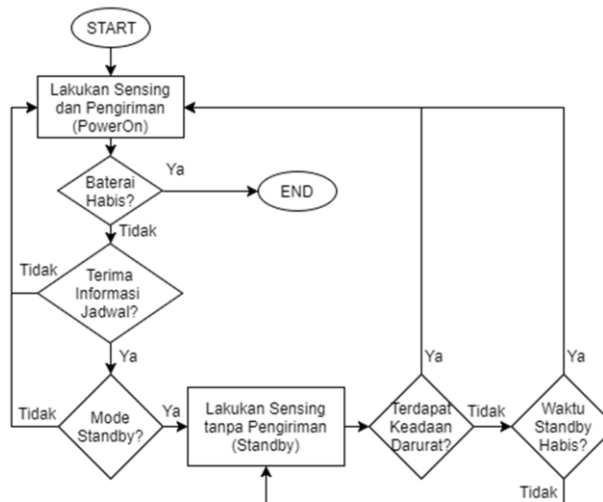 START
Lakukan Sensing
dan Pengiriman
(PowerOn)
Baterai
Habis?
Ya
END
Tidak
Terima
Informasi
Jadwal?
Tidak
Ya
Mode
Standby?
Tidak
Ya
Lakukan Sensing
tanpa Pengiriman
(Standby)
Terdapat
Keadaan
Darurat?
Ya
Tidak
Waktu
Standby
Habis?
Ya
Tidak